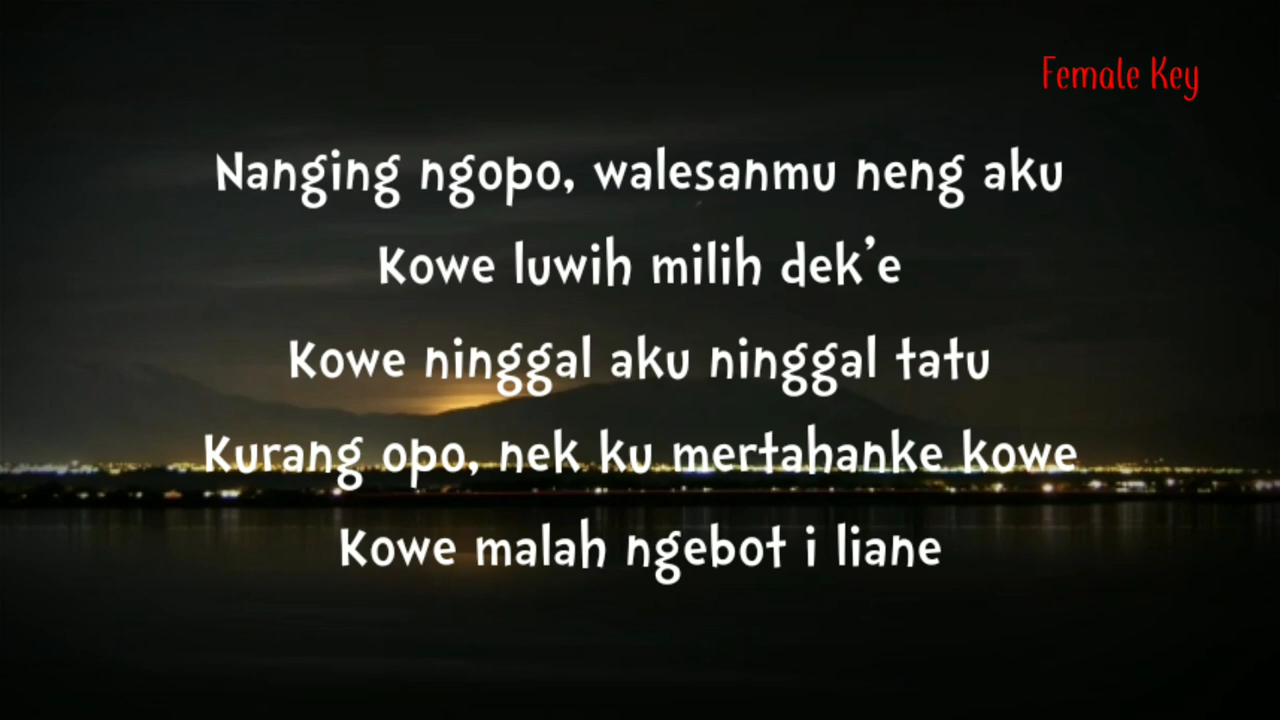 Female Key
Nanging ngopo, walesanmu neng aku
Kowe luwih milih dek'e
Kowe ninggal aku ninggal tatu
Kurang opo, nek ku mertahanke kowe
Kowe malah ngebot i liane